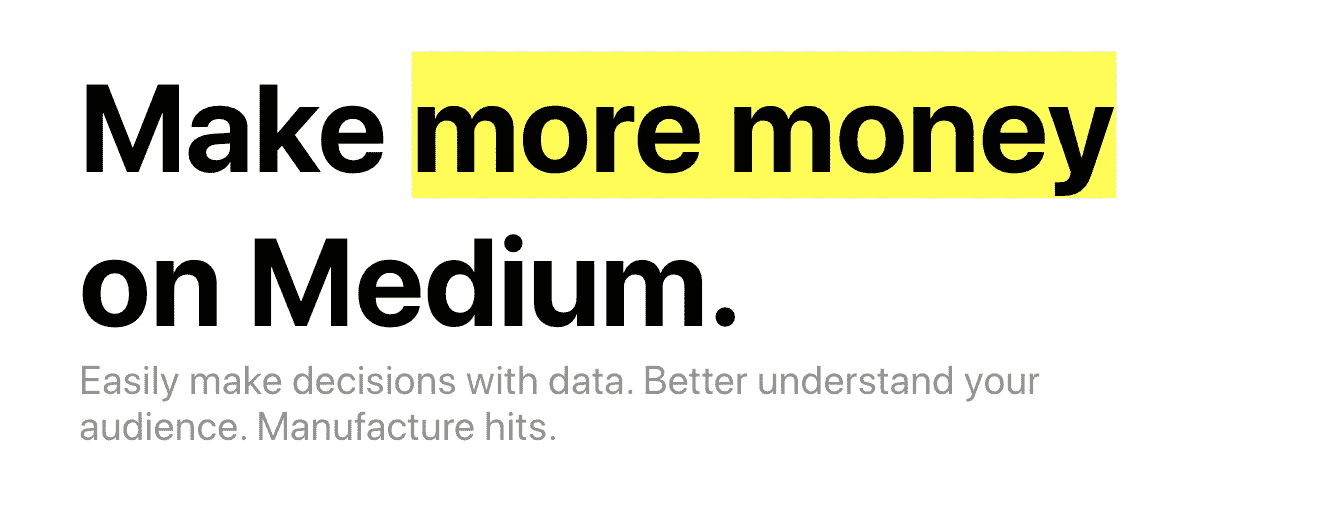 Make more money
on Medium.
Easily make decisions with data. Better understand your
audience. Manufacture hits.